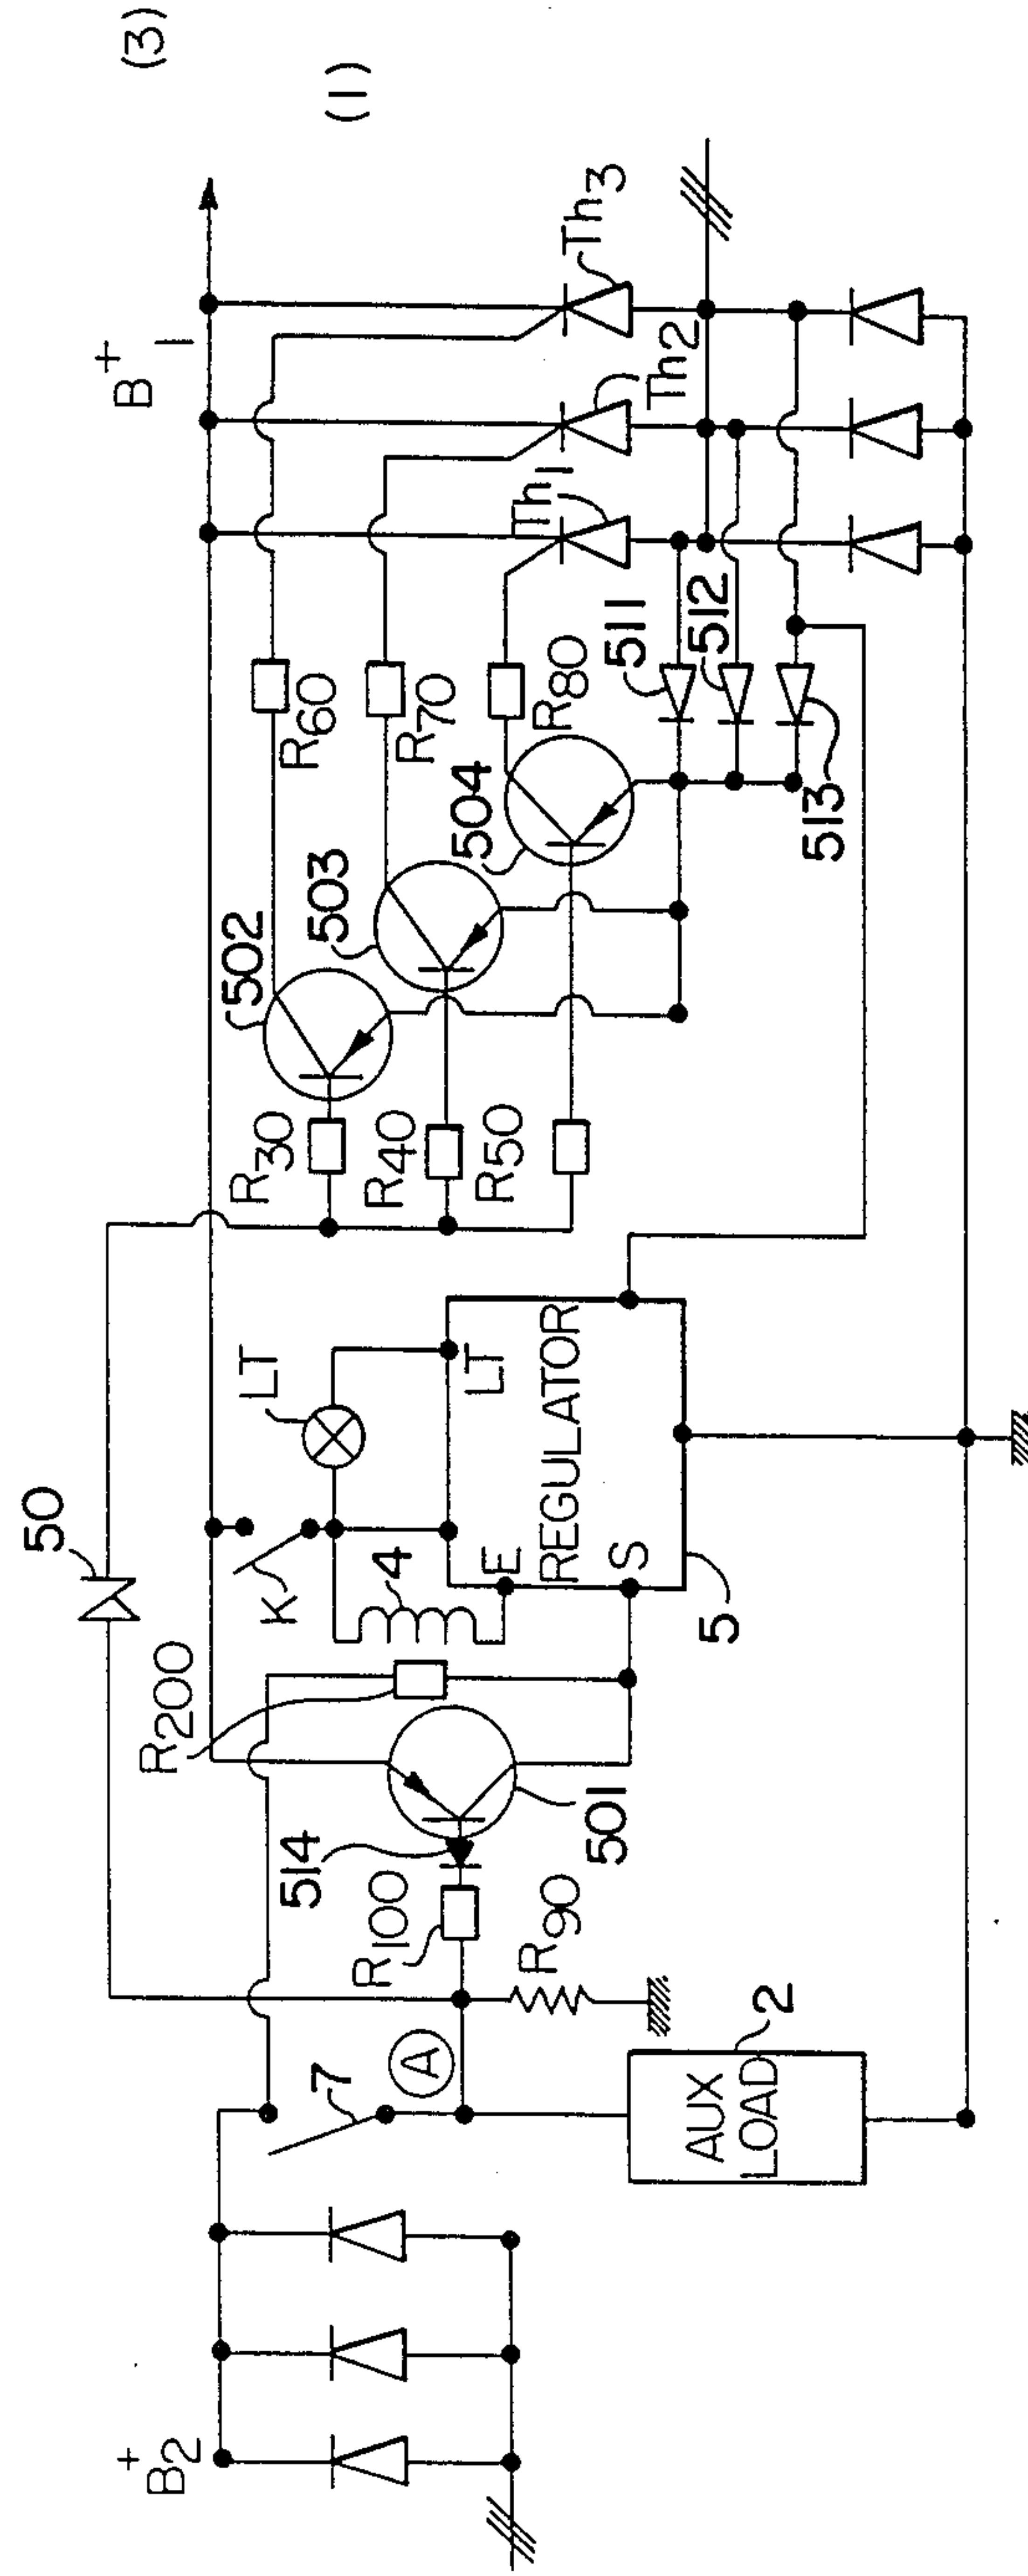 (3)
(1)
B+
1
Th3
Th2
Th1
R60
R70
R80
511
512
513
502
503
504
R30
R40
R50
50
LT
K
4
LT
E
REGULATOR
S
5
R200
501
514
R100
R90
A
7
AUX
LOAD
2
+B2